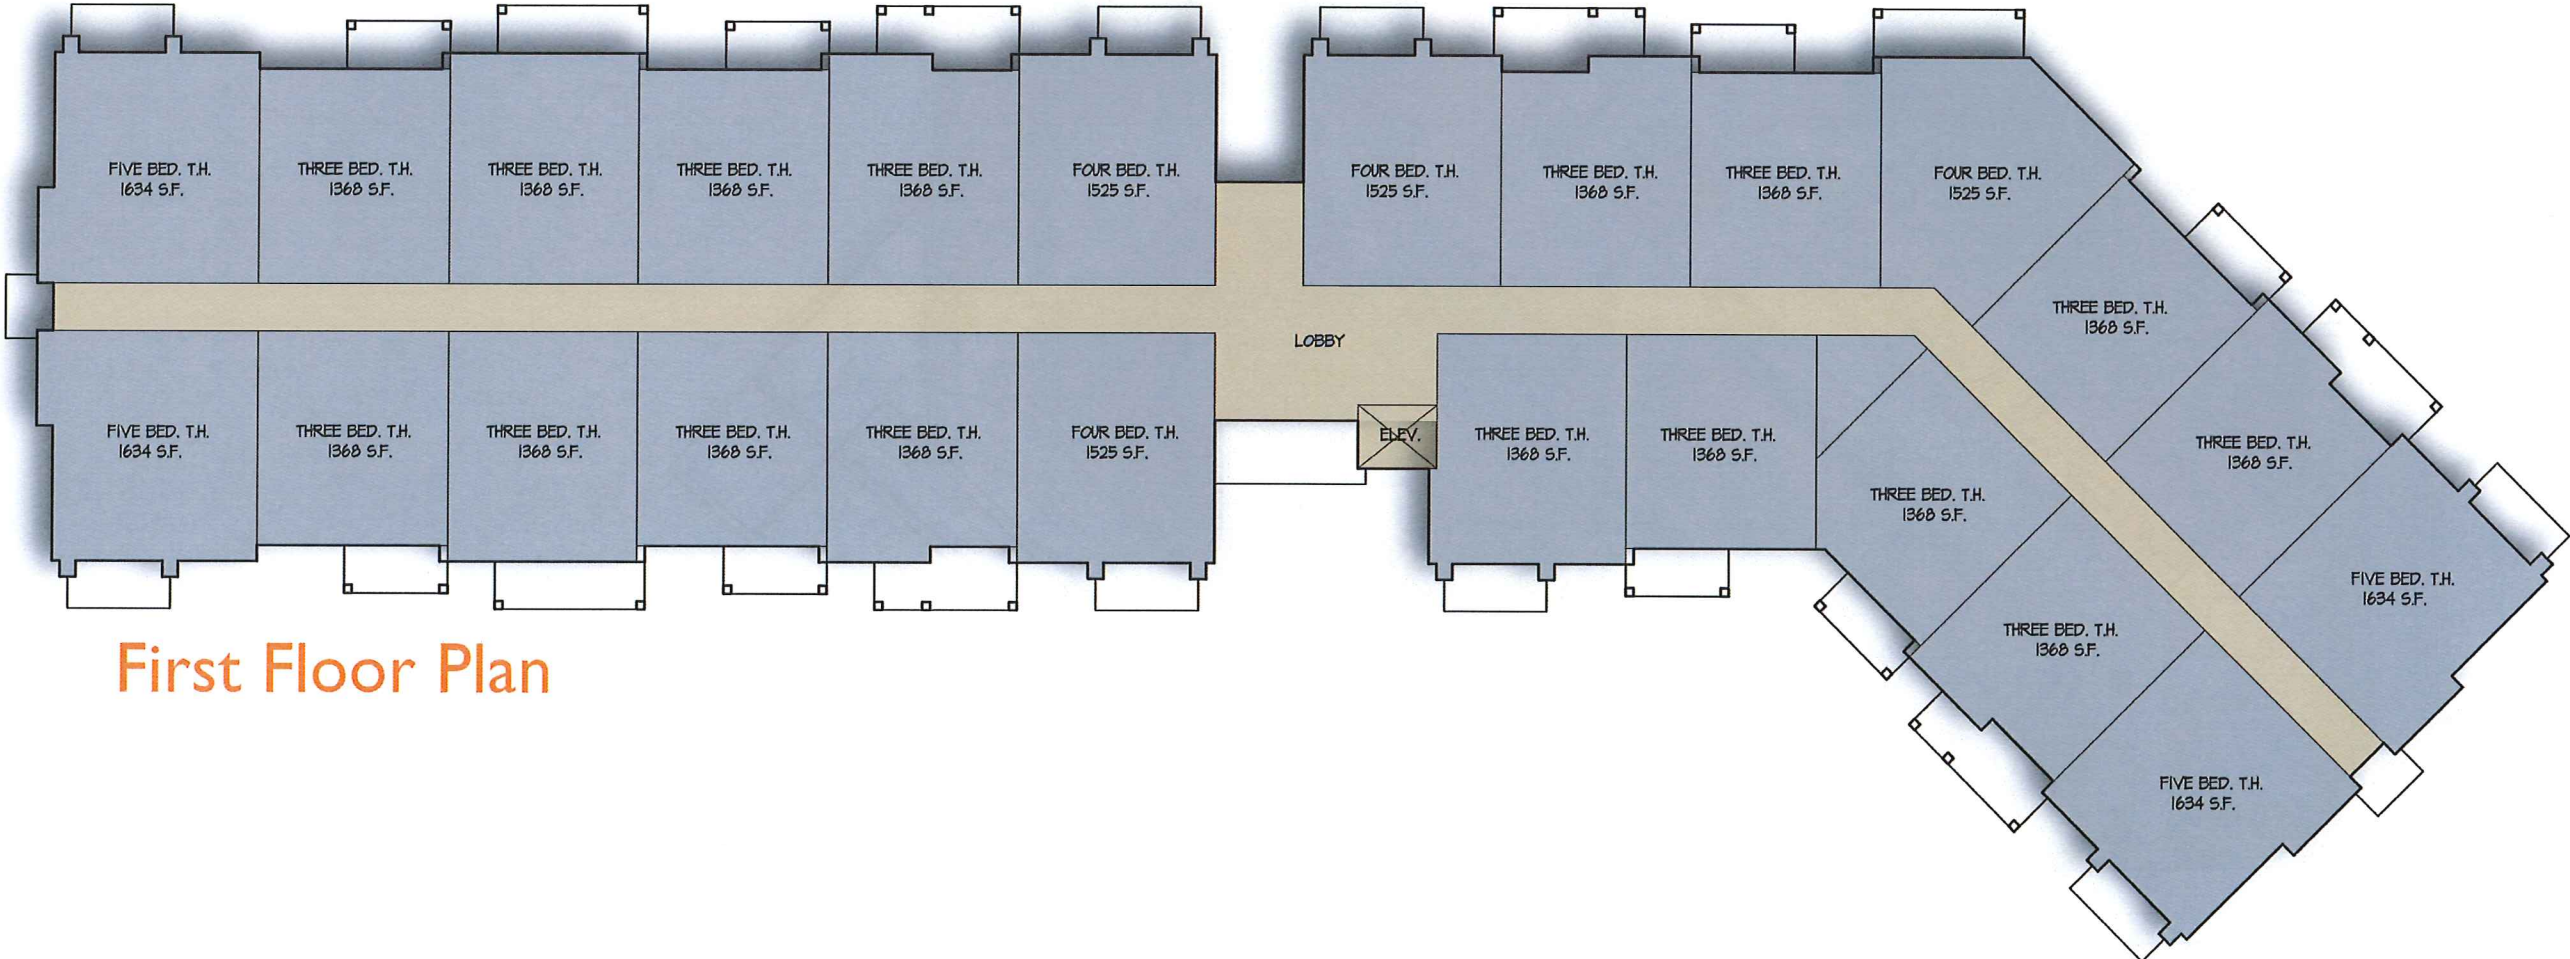 FIVE BED. T.H.
1634 S.F.
THREE BED. T.H.
1368 S.F.
THREE BED. T.H.
1368 S.F.
THREE BED. T.H.
1368 S.F.
THREE BED. T.H.
1368 S.F.
FOUR BED. T.H.
1525 S.F.
FOUR BED. T.H.
1525 S.F.
THREE BED. T.H.
1368 S.F.
THREE BED. T.H.
1368 S.F.
FOUR BED. T.H.
1525 S.F.
THREE BED. T.H.
1368 S.F.
LOBBY
FIVE BED. T.H.
1634 S.F.
THREE BED. T.H.
1368 S.F.
THREE BED. T.H.
1368 S.F.
THREE BED. T.H.
1368 S.F.
THREE BED. T.H.
1368 S.F.
FOUR BED. T.H.
1525 S.F.
ELEV.
THREE BED. T.H.
1368 S.F.
THREE BED. T.H.
1368 S.F.
THREE BED. T.H.
1368 S.F.
THREE BED. T.H.
1368 S.F.
FIVE BED. T.H.
1634 S.F.
THREE BED. T.H.
1368 S.F.
FIVE BED. T.H.
1634 S.F.
First Floor Plan